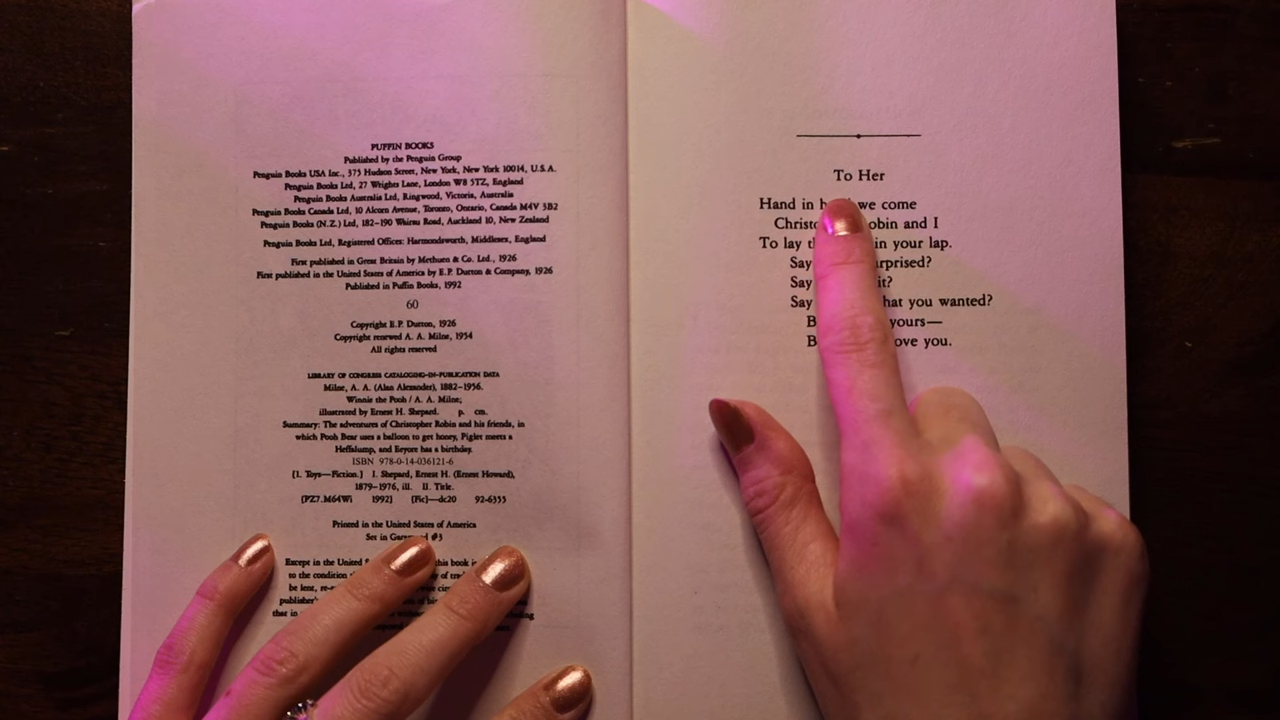 PUFFIN BOOKS
Published by the Penguin Group
Penguin Books USA Inc., 375 Hudson Street, New York, New York 10014, U.S.A.
Penguin Books Ltd, 27 Wrights Lane, London W8 5TZ, England
Penguin Books Australia Ltd, Ringwood, Victoria, Australia
Penguin Books Canada Ltd, 10 Alcorn Avenue, Toronto, Ontario, Canada M4V 3B2
Penguin Books (N.Z.) Ltd, 182–190 Wairau Road, Auckland 10, New Zealand
Penguin Books Ltd, Registered Offices: Harmondsworth, Middlesex, England
First published in Great Britain by Methuen & Co. Ltd., 1926
First published in the United States of America by E.P. Dutton & Company, 1926
Published in Puffin Books, 1992
60
Copyright E.P. Dutton, 1926
Copyright renewed A. A. Milne, 1954
All rights reserved
LIBRARY OF CONGRESS CATALOGING-IN-PUBLICATION DATA
Milne, A. A. (Alan Alexander), 1882–1956.
Winnie the Pooh / A. A. Milne;
illustrated by Ernest H. Shepard. p. cm.
Summary: The adventures of Christopher Robin and his friends, in
which Pooh Bear uses a balloon to get honey, Piglet meets a
Heffalump, and Eeyore has a birthday.
ISBN 978-0-14-036121-6
[1. Toys—Fiction.] I. Shepard, Ernest H. (Ernest Howard),
1879–1976, ill. II. Title.
[PZ7.M64Wi 1992] [Fic]—dc20 92-6355
Printed in the United States of America
Set in #3
Except in the United this book
to the condition of
be lent,
that in
To Her
Hand in we come
and I
To lay in your lap.
Say
Say it?
Say you wanted?
yours—
you.